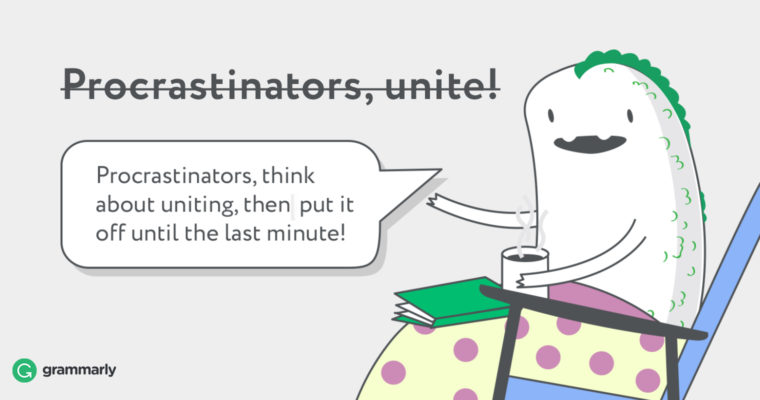 Procrastinators, unite!
Procrastinators, think
about uniting, then put it
off until the last minute!
grammarly